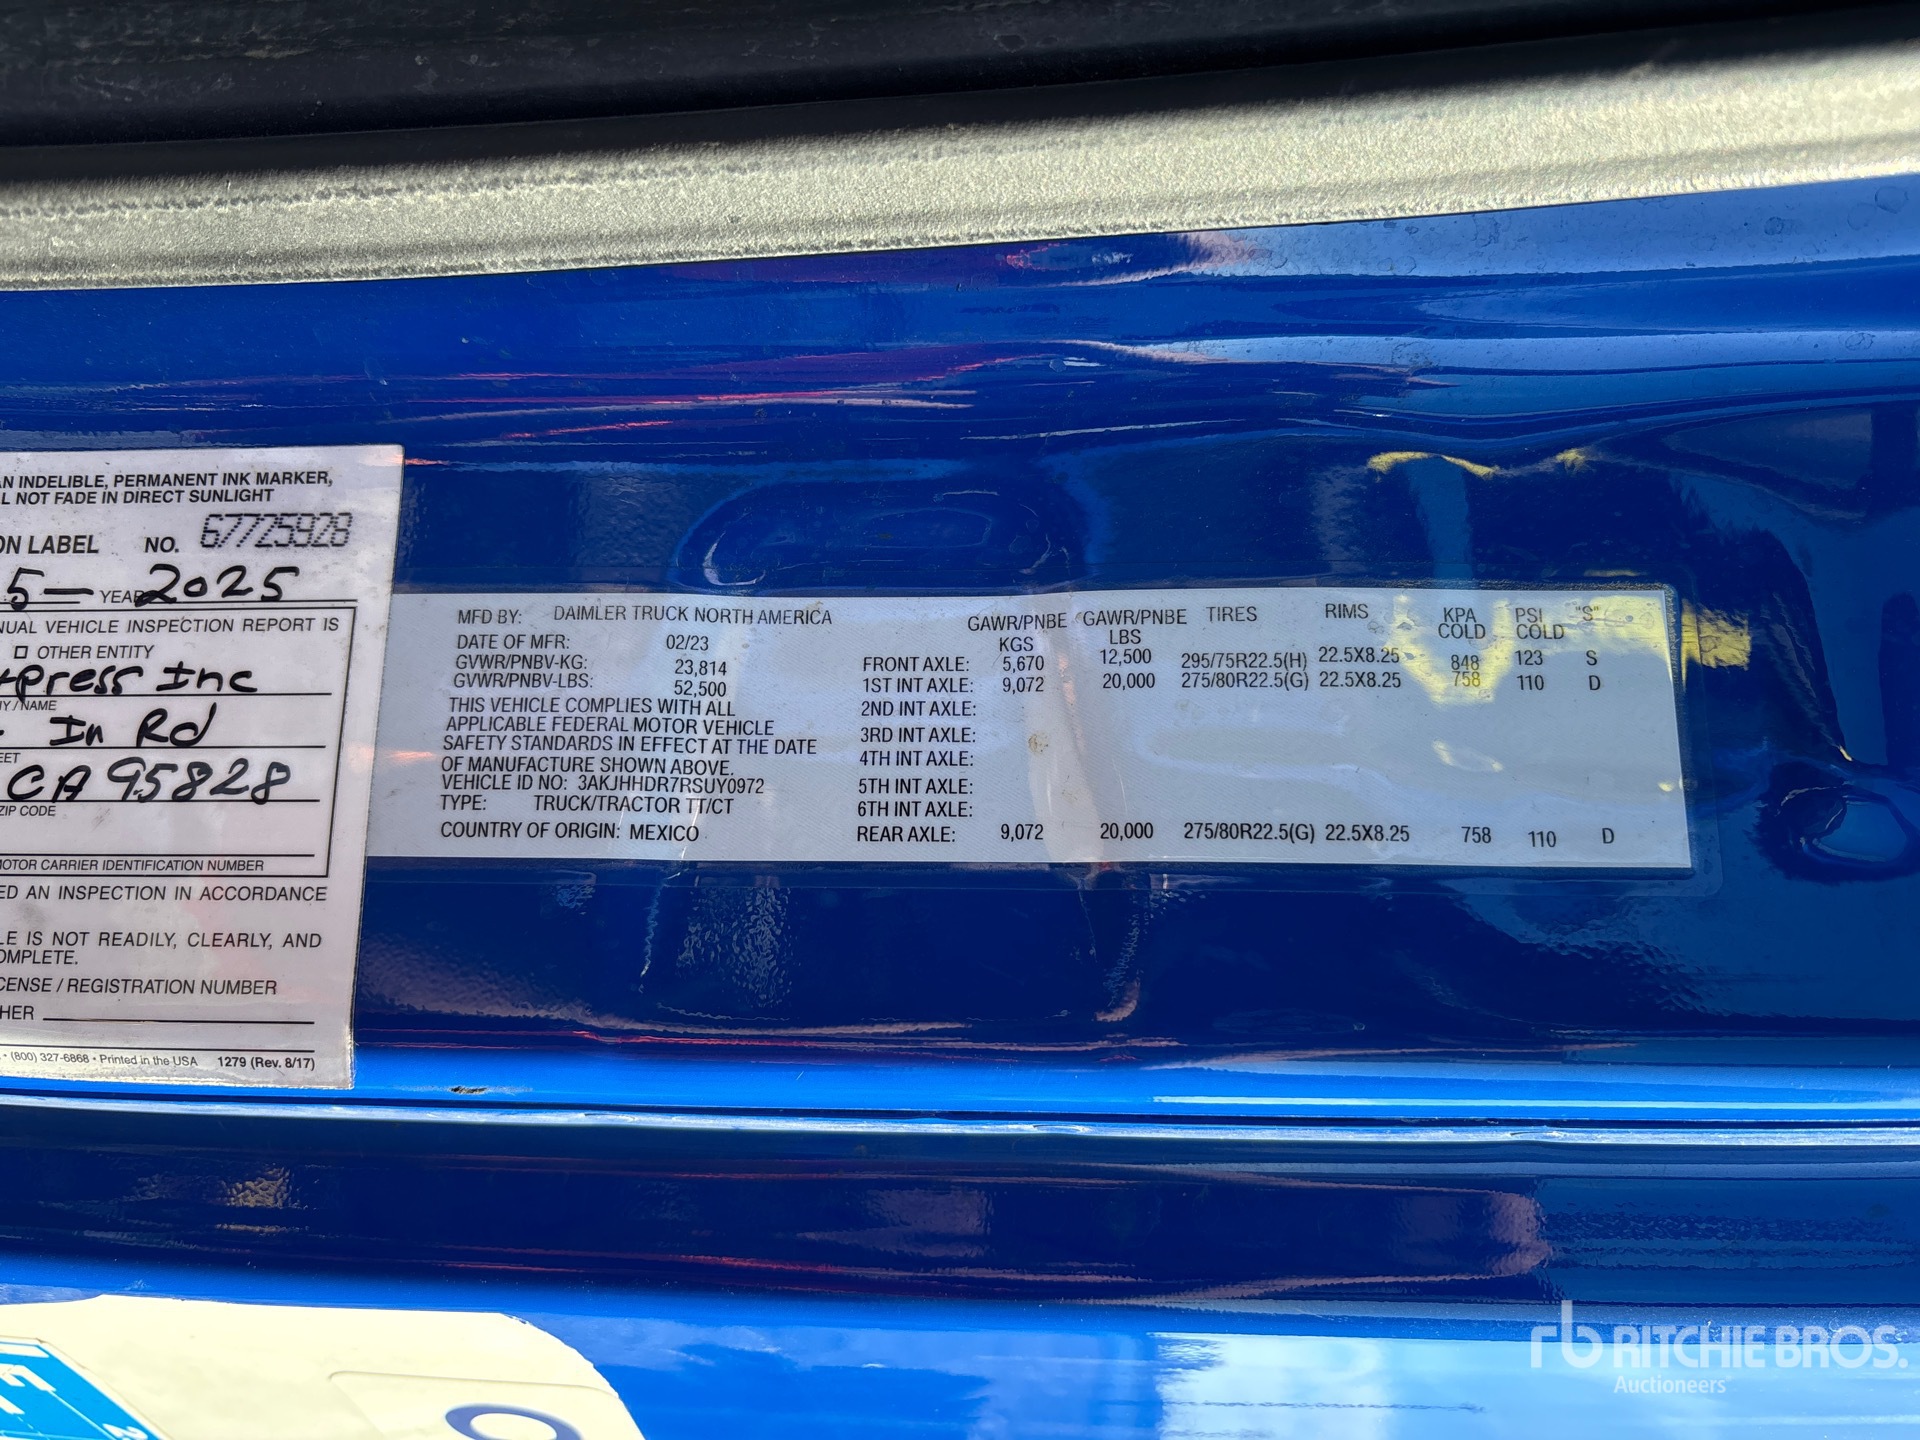 AN INDELIBLE, PERMANENT INK MARKER,
L NOT FADE IN DIRECT SUNLIGHT
ON LABEL NO. 67725928
5- YEAR 2025
NUAL VEHICLE INSPECTION REPORT IS
OTHER ENTITY
xpress Inc
Y / NAME
In Rd
EET
CA 95828
ZIP CODE
MOTOR CARRIER IDENTIFICATION NUMBER
ED AN INSPECTION IN ACCORDANCE
LE IS NOT READILY, CLEARLY, AND
OMPLETE.
CENSE / REGISTRATION NUMBER
HER
• (800) 327-6868 • Printed in the USA 1279 (Rev. 8/17)
MFD BY: DAIMLER TRUCK NORTH AMERICA
DATE OF MFR: 02/23
GVWR/PNBV-KG: 23,814
GVWR/PNBV-LBS: 52,500
THIS VEHICLE COMPLIES WITH ALL
APPLICABLE FEDERAL MOTOR VEHICLE
SAFETY STANDARDS IN EFFECT AT THE DATE
OF MANUFACTURE SHOWN ABOVE.
VEHICLE ID NO: 3AKJHHDR7RSUY0972
TYPE: TRUCK/TRACTOR TT/CT
COUNTRY OF ORIGIN: MEXICO
GAWR/PNBE GAWR/PNBE TIRES RIMS KPA PSI "S"
KGS LBS COLD COLD
FRONT AXLE: 5,670 12,500 295/75R22.5(H) 22.5X8.25 848 123 S
1ST INT AXLE: 9,072 20,000 275/80R22.5(G) 22.5X8.25 758 110 D
2ND INT AXLE:
3RD INT AXLE:
4TH INT AXLE:
5TH INT AXLE:
6TH INT AXLE:
REAR AXLE: 9,072 20,000 275/80R22.5(G) 22.5X8.25 758 110 D
rb RITCHIE BROS.
Auctioneers